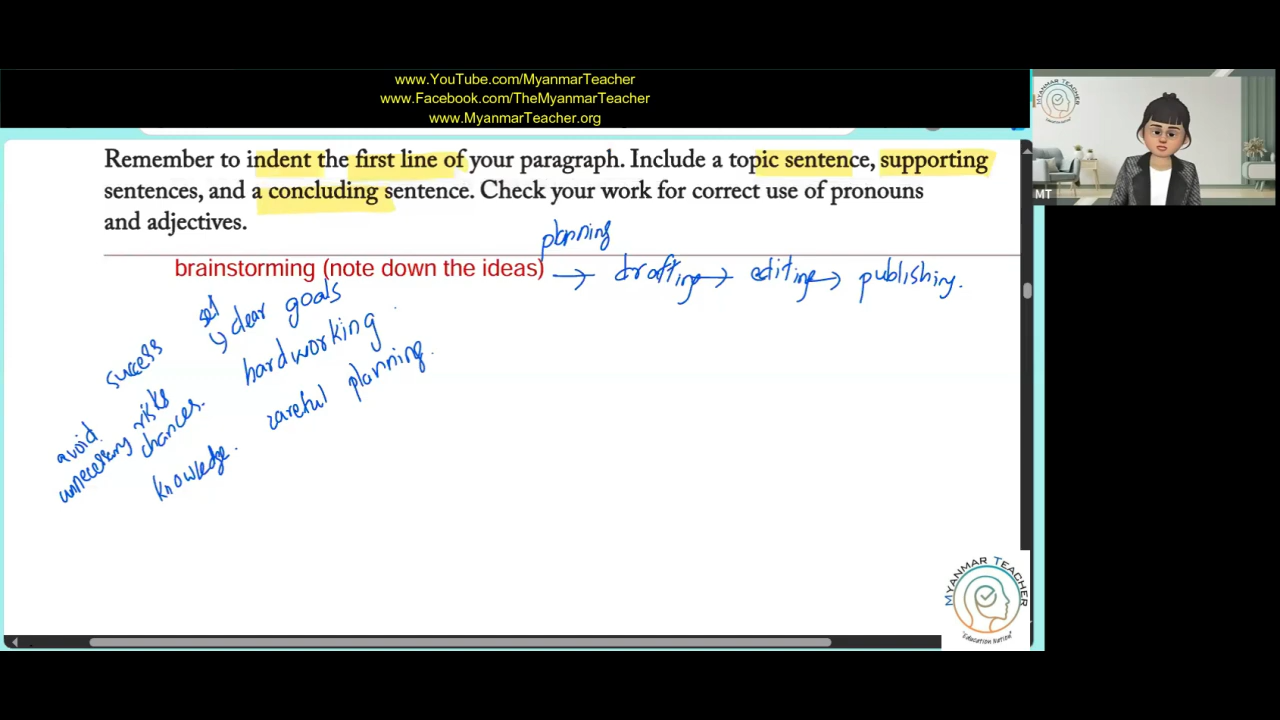 www.YouTube.com/MyanmarTeacher
www.Facebook.com/TheMyanmarTeacher
www.MyanmarTeacher.org
Remember to indent the first line of your paragraph. Include a topic sentence, supporting
sentences, and a concluding sentence. Check your work for correct use of pronouns
and adjectives.
planning
brainstorming (note down the ideas) → drafting → editing → publishing.
set
clear goals
success
hardworking
careful planning.
avoid
unnecessary risks
chances.
knowledge.
MT
MYANMAR TEACHER
"Education Nation"